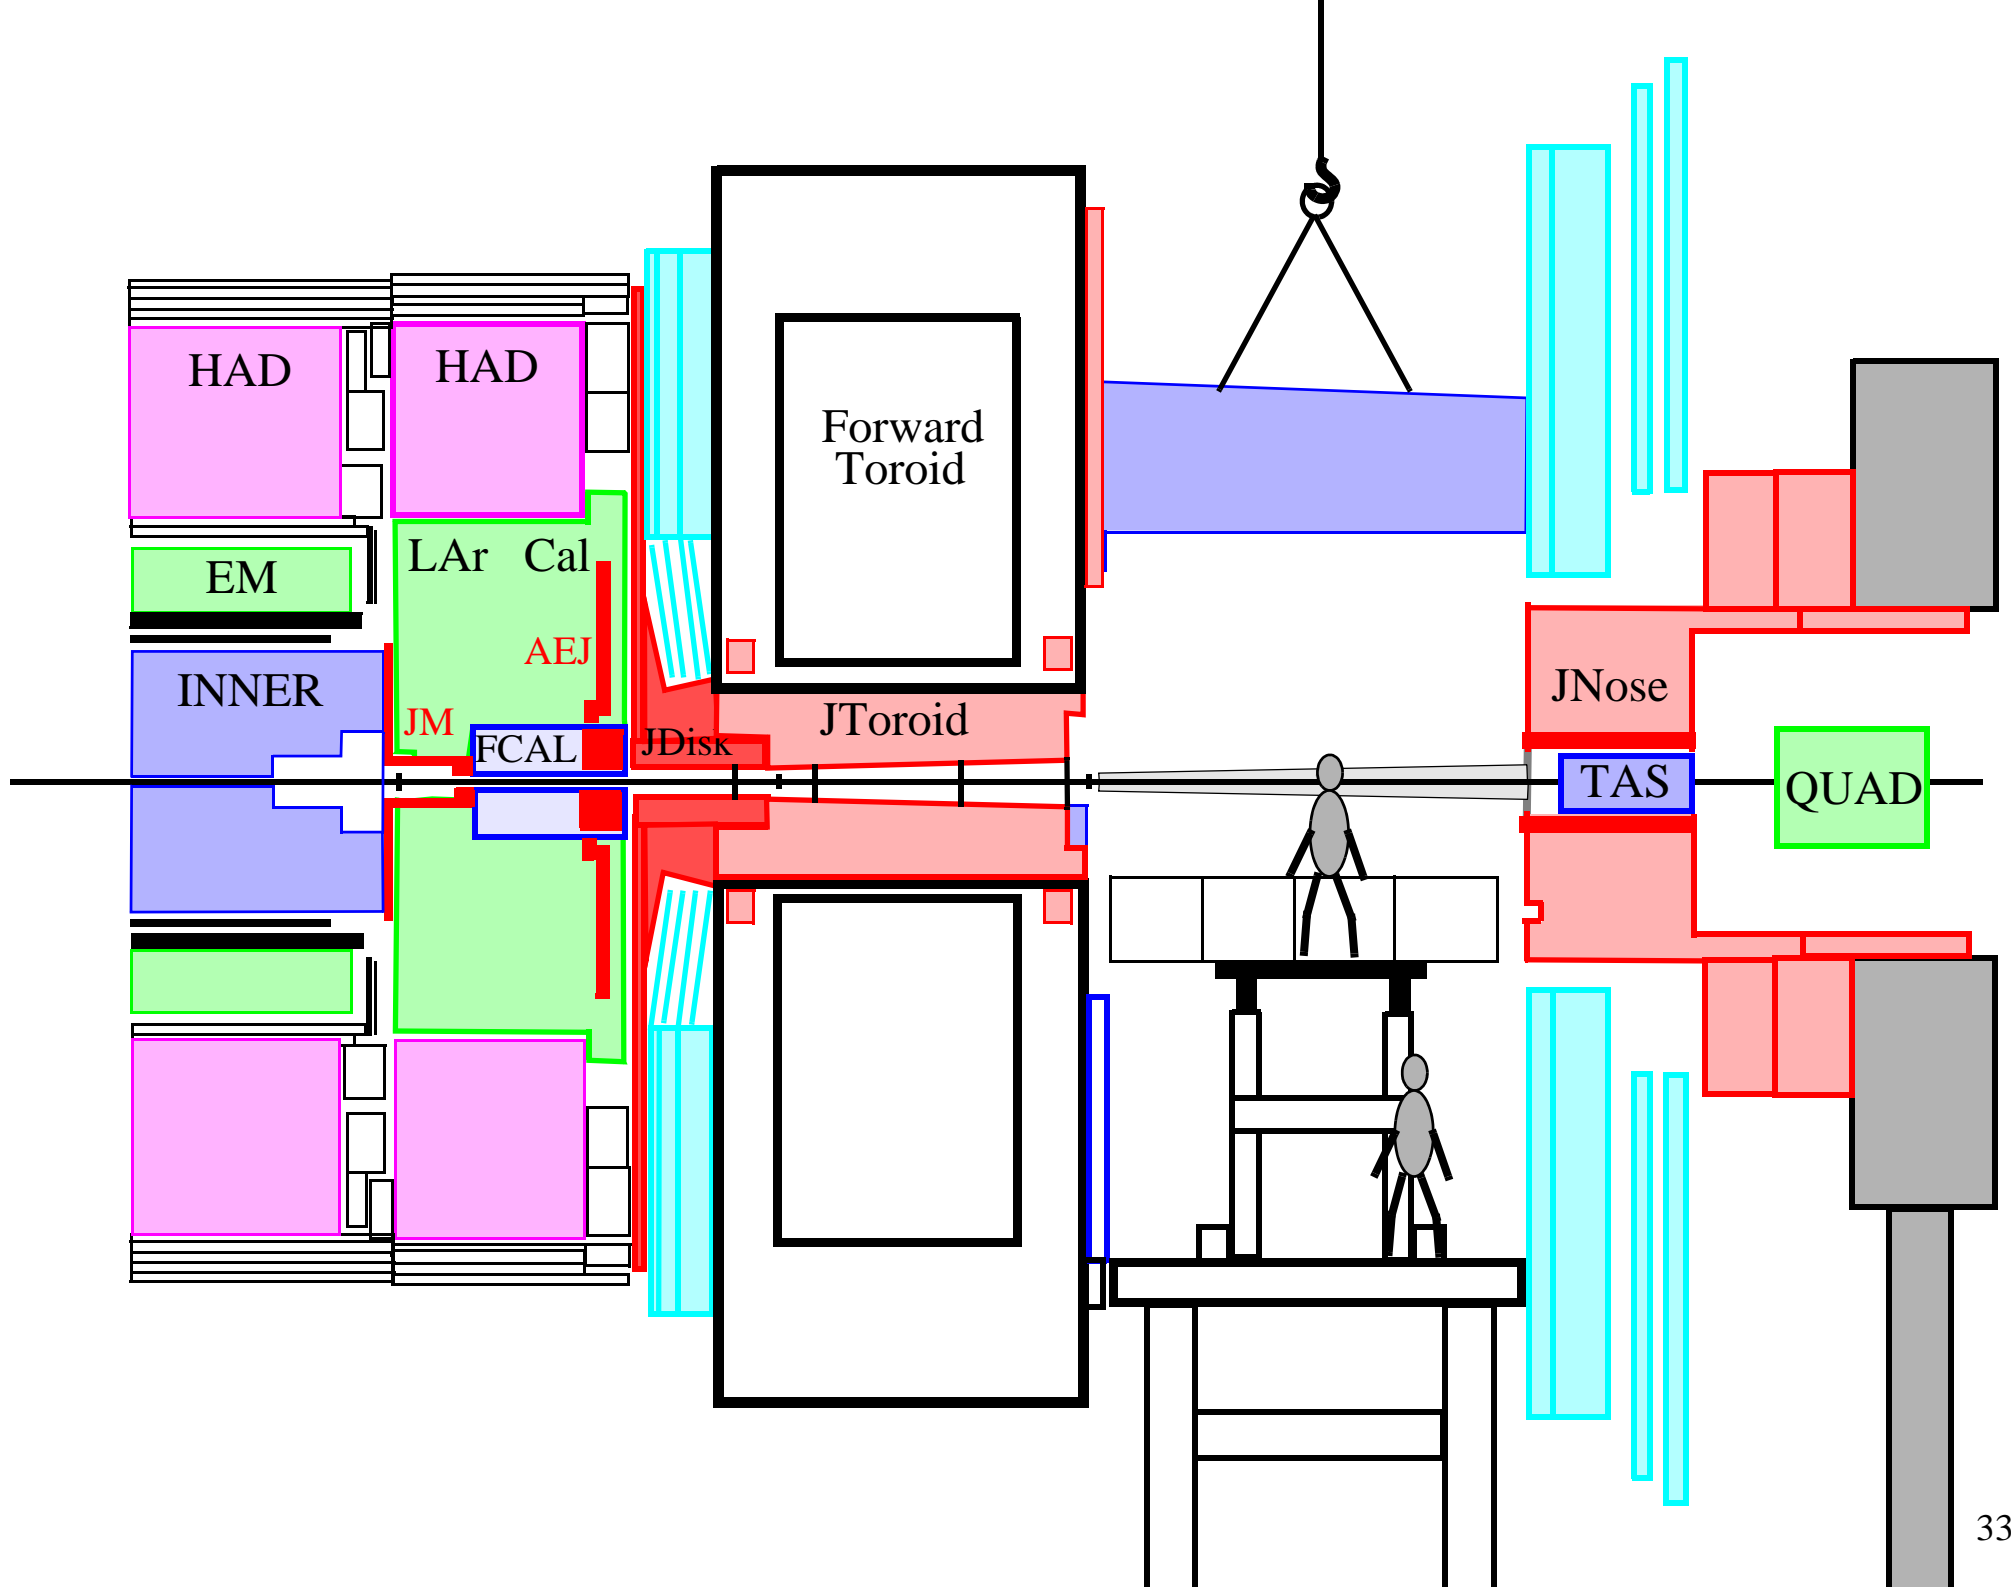 HAD
HAD
Forward
Toroid
LAr Cal
EM
AEJ
INNER
JNose
JM
JToroid
FCAL
JDisk
TAS
QUAD
33